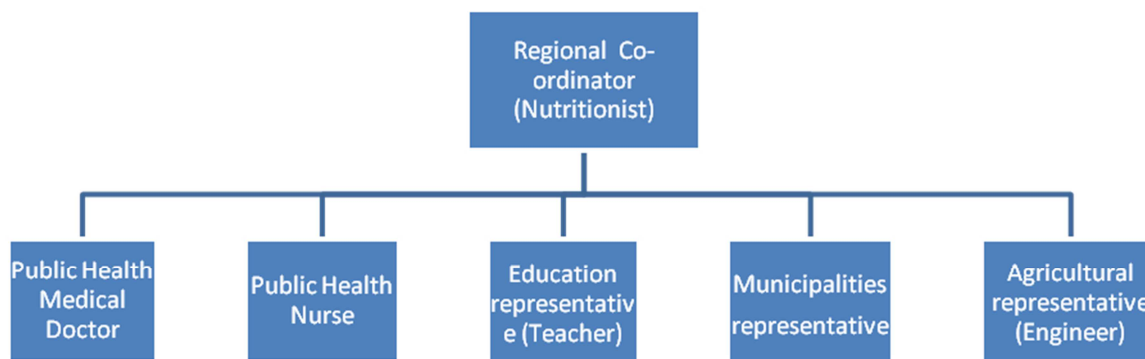 Regional Co-
ordinator
(Nutritionist)
Public Health
Medical
Doctor
Public Health
Nurse
Education
representativ
e (Teacher)
Municipalities
representative
Agricultural
representative
(Engineer)